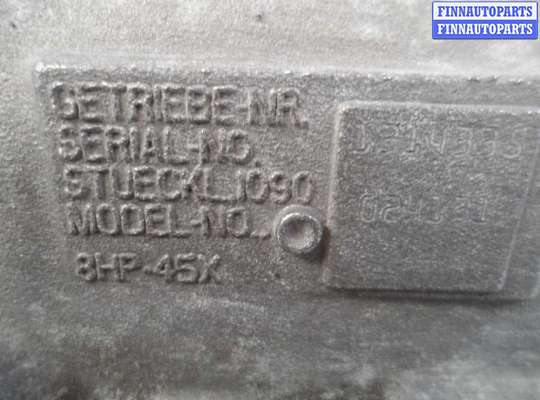 FINNAUTOPARTS
FINNAUTOPARTS
GETRIEBE-NR.
SERIAL-NO.
STUECKL.1090
MODEL-NO.
8HP-45X